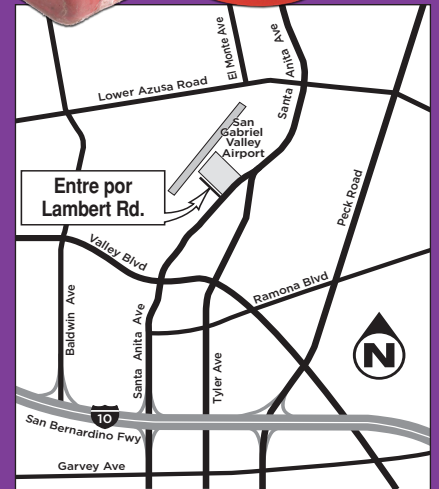 El Monte Ave
Santa Anita Ave
Lower Azusa Road
San
Gabriel
Valley
Airport
Entre por
Lambert Rd.
Peck Road
Valley Blvd
Ramona Blvd
Baldwin Ave
Santa Anita Ave
Tyler Ave
N
10
San Bernardino Fwy
Garvey Ave